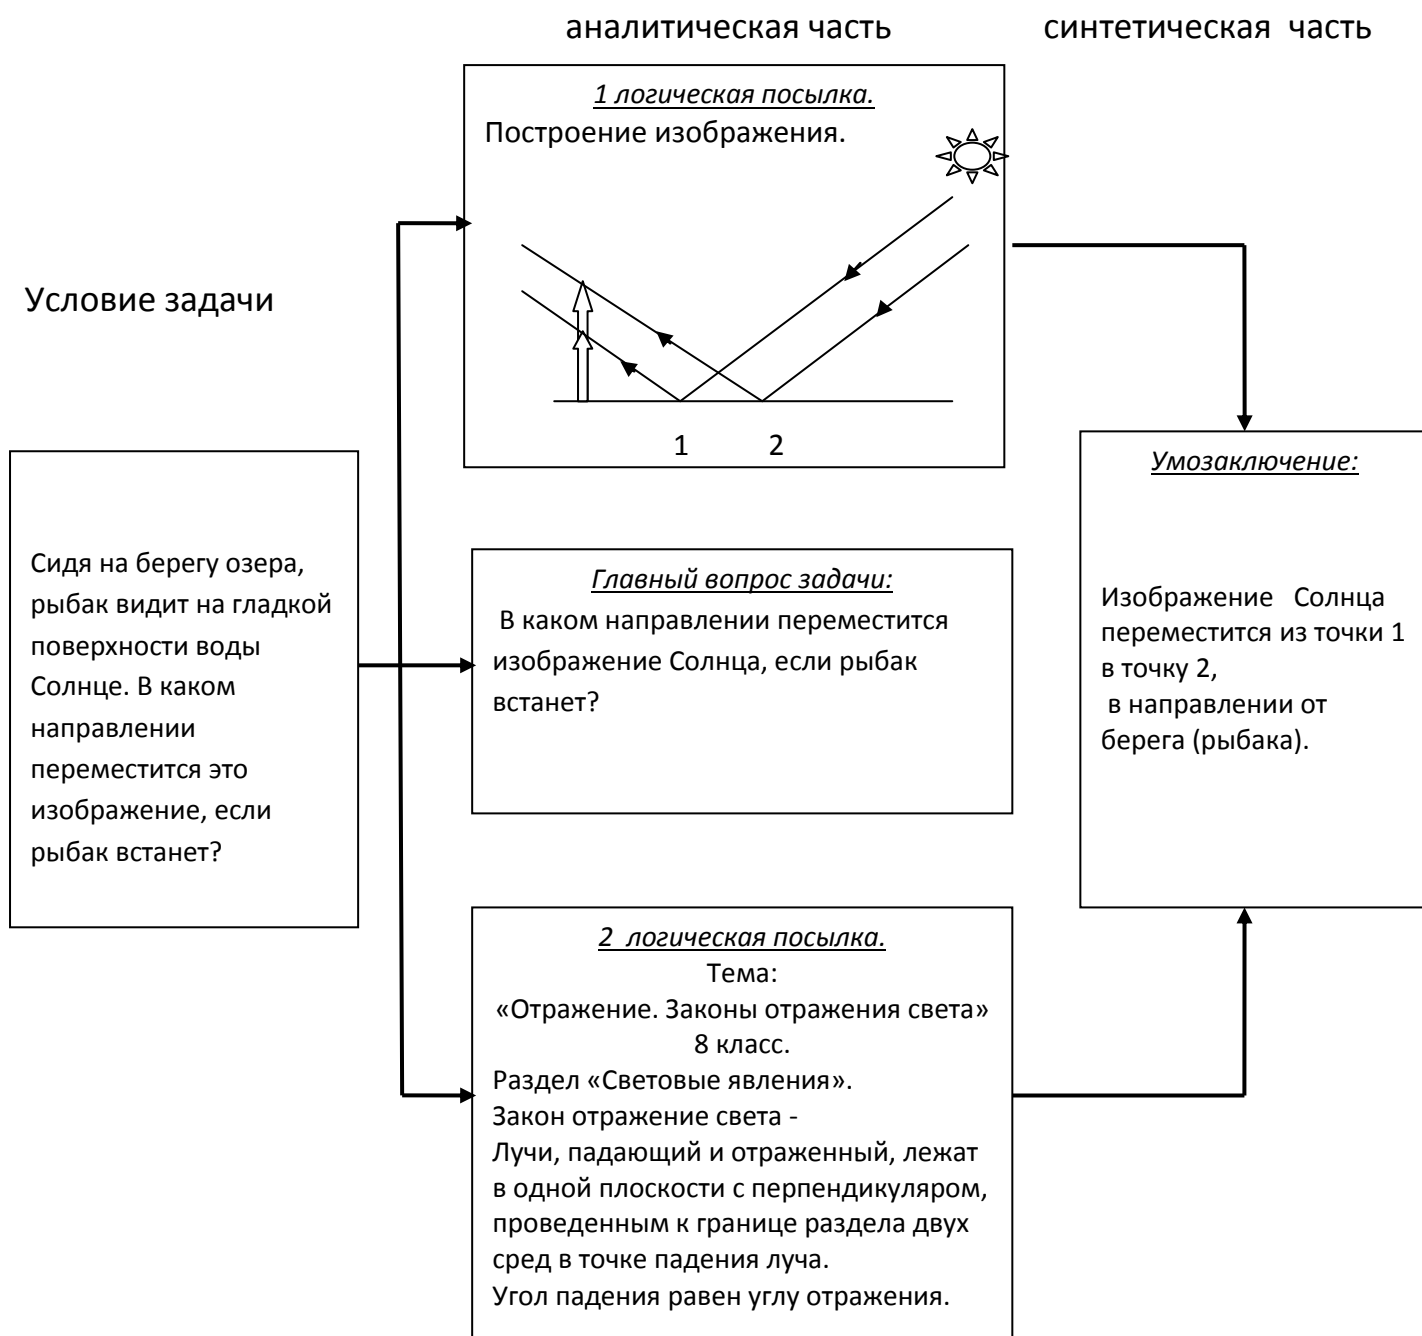 аналитическая часть
синтетическая часть
1 логическая посылка.
Построение изображения.
1 2
Условие задачи
Сидя на берегу озера,
рыбак видит на гладкой
поверхности воды
Солнце. В каком
направлении
переместится это
изображение, если
рыбак встанет?
Главный вопрос задачи:
В каком направлении переместится
изображение Солнца, если рыбак
встанет?
2 логическая посылка.
Тема:
«Отражение. Законы отражения света»
8 класс.
Раздел «Световые явления».
Закон отражение света -
Лучи, падающий и отраженный, лежат
в одной плоскости с перпендикуляром,
проведенным к границе раздела двух
сред в точке падения луча.
Угол падения равен углу отражения.
Умозаключение:
Изображение Солнца
переместится из точки 1
в точку 2,
в направлении от
берега (рыбака).